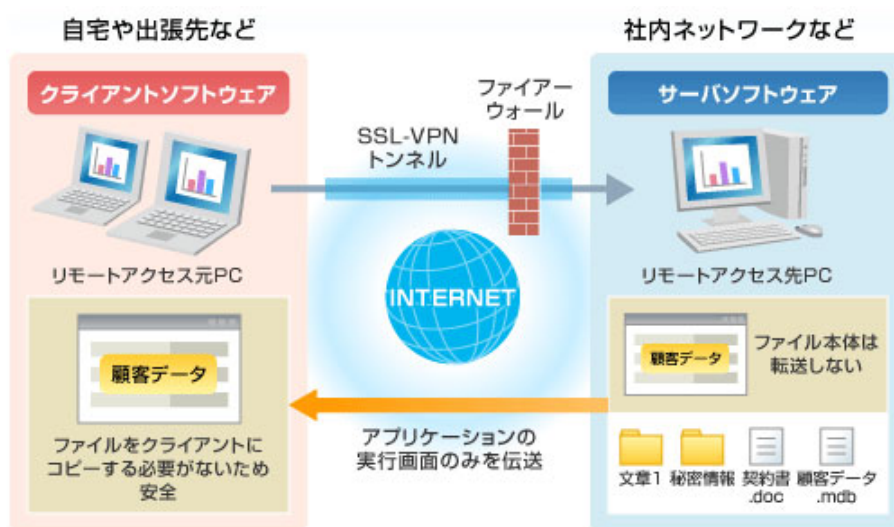 自宅や出張先など
社内ネットワークなど
クライアントソフトウェア
ファイアー
ウォール
サーバソフトウェア
SSL-VPN
トンネル
リモートアクセス元PC
INTERNET
リモートアクセス先PC
顧客データ
顧客データ
ファイル本体は
転送しない
ファイルをクライアントに
コピーする必要がないため
安全
アプリケーションの
実行画面のみを伝送
文章1
秘密情報
契約書
.doc
顧客データ
.mdb